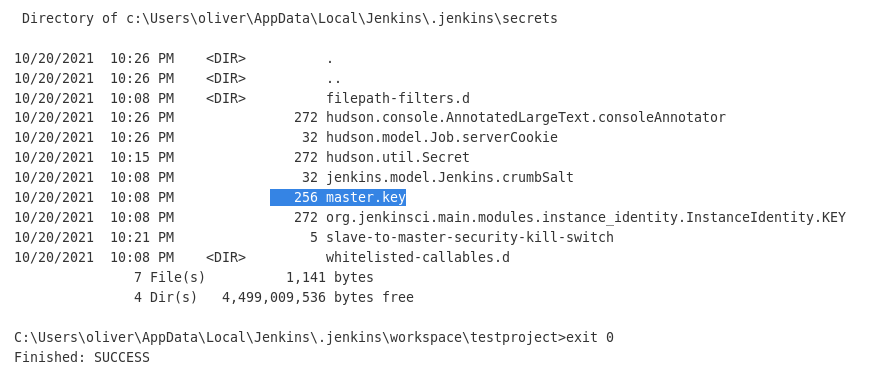 Directory of c:\Users\oliver\AppData\Local\Jenkins\.jenkins\secrets

10/20/2021  10:26 PM    <DIR>          .
10/20/2021  10:26 PM    <DIR>          ..
10/20/2021  10:08 PM    <DIR>          filepath-filters.d
10/20/2021  10:26 PM               272 hudson.console.AnnotatedLargeText.consoleAnnotator
10/20/2021  10:26 PM                32 hudson.model.Job.serverCookie
10/20/2021  10:15 PM               272 hudson.util.Secret
10/20/2021  10:08 PM                32 jenkins.model.Jenkins.crumbSalt
10/20/2021  10:08 PM               256 master.key
10/20/2021  10:08 PM               272 org.jenkinsci.main.modules.instance_identity.InstanceIdentity.KEY
10/20/2021  10:21 PM                 5 slave-to-master-security-kill-switch
10/20/2021  10:08 PM    <DIR>          whitelisted-callables.d
               7 File(s)          1,141 bytes
               4 Dir(s)   4,499,009,536 bytes free

C:\Users\oliver\AppData\Local\Jenkins\.jenkins\workspace\testproject>exit 0
Finished: SUCCESS